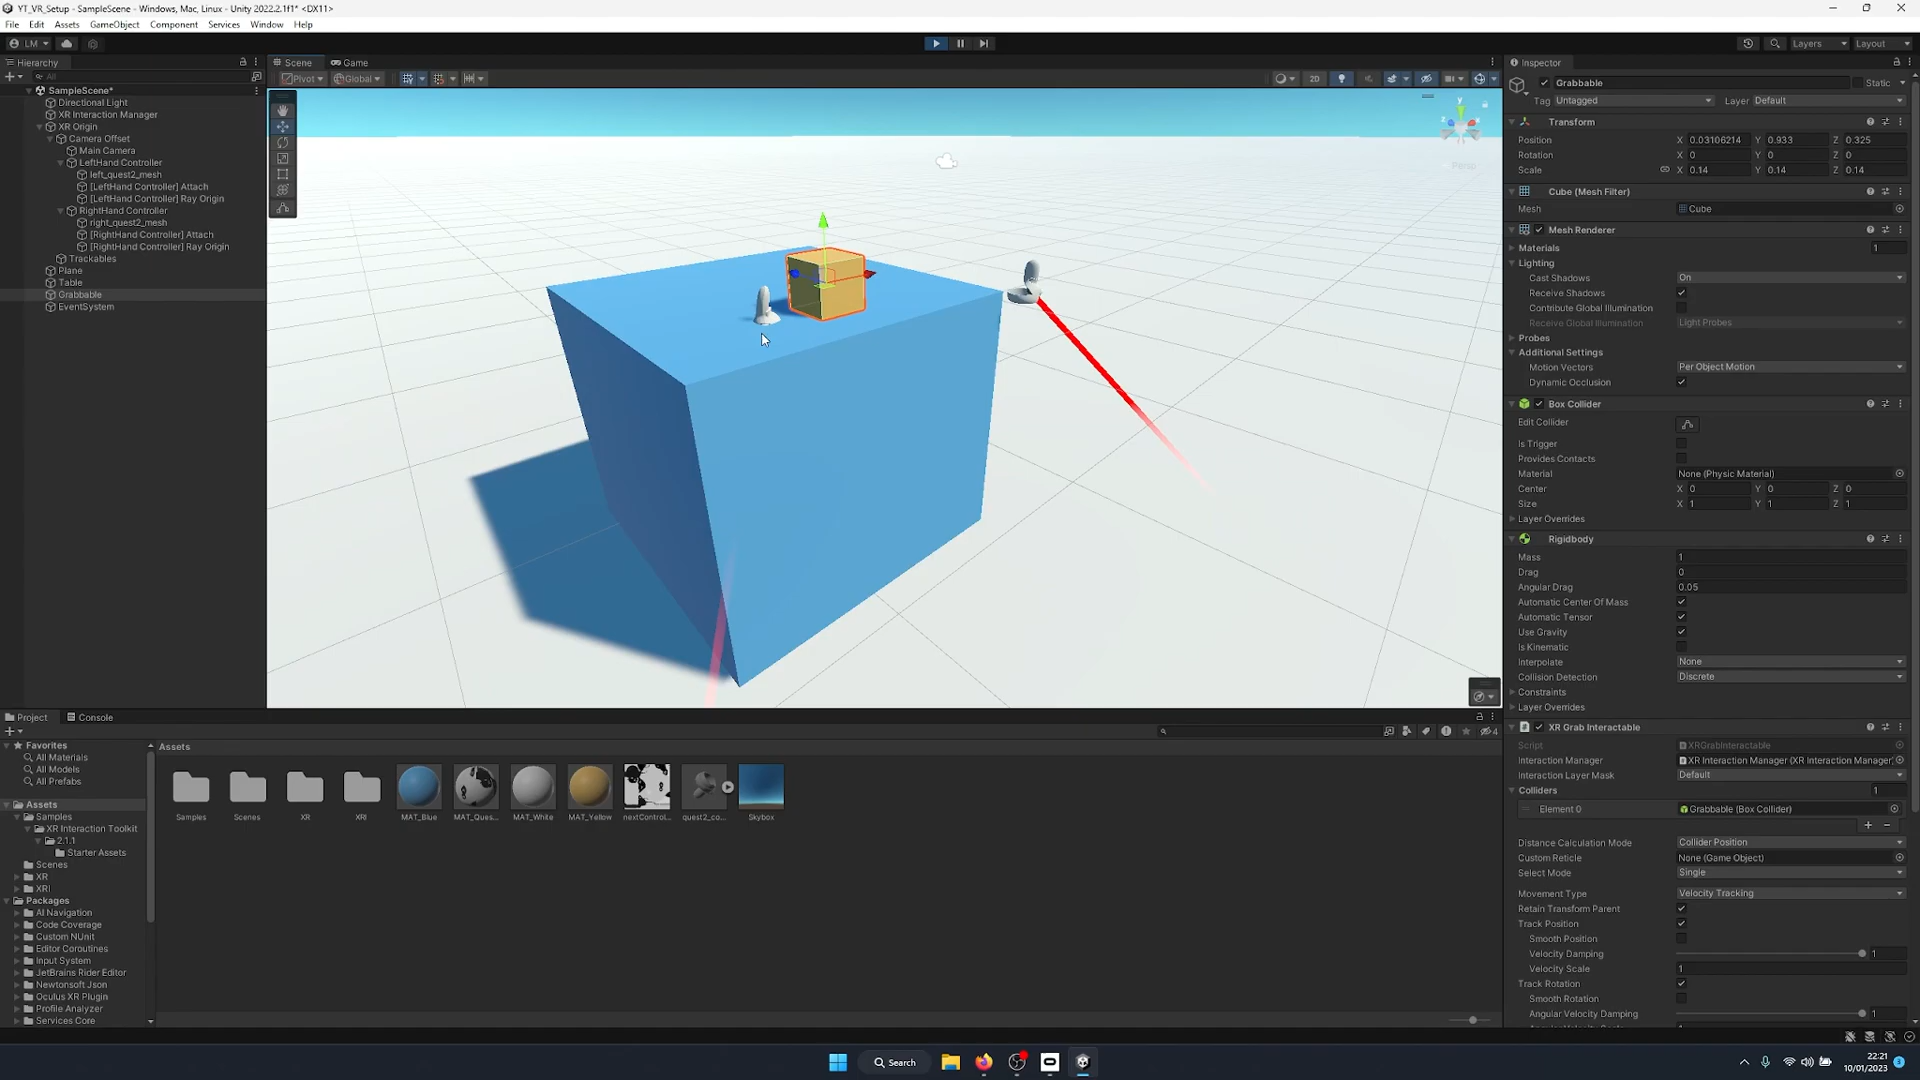 YT_VR_Setup - SampleScene - Windows, Mac, Linux - Unity 2022.2.1f1* <DX11>
File Edit Assets GameObject Component Services Window Help
LM
Layers Layout
Hierarchy
All
SampleScene*
Directional Light
XR Interaction Manager
XR Origin
Camera Offset
Main Camera
LeftHand Controller
left_quest2_mesh
[LeftHand Controller] Attach
[LeftHand Controller] Ray Origin
RightHand Controller
right_quest2_mesh
[RightHand Controller] Attach
[RightHand Controller] Ray Origin
Trackables
Plane
Table
Grabbable
EventSystem
Scene Game
Pivot Global
2D
y
x
z
Persp
Inspector
Grabbable Static
Tag Untagged Layer Default
Transform
Position X 0.03106214 Y 0.933 Z 0.325
Rotation X 0 Y 0 Z 0
Scale X 0.14 Y 0.14 Z 0.14
Cube (Mesh Filter)
Mesh Cube
Mesh Renderer
Materials 1
Lighting
Cast Shadows On
Receive Shadows
Contribute Global Illumination
Receive Global Illumination Light Probes
Probes
Additional Settings
Motion Vectors Per Object Motion
Dynamic Occlusion
Box Collider
Edit Collider
Is Trigger
Provides Contacts
Material None (Physic Material)
Center X 0 Y 0 Z 0
Size X 1 Y 1 Z 1
Layer Overrides
Rigidbody
Mass 1
Drag 0
Angular Drag 0.05
Automatic Center Of Mass
Automatic Tensor
Use Gravity
Is Kinematic
Interpolate None
Collision Detection Discrete
Constraints
Layer Overrides
XR Grab Interactable
Script XRGrabInteractable
Interaction Manager XR Interaction Manager (XR Interaction Manager)
Interaction Layer Mask Default
Colliders 1
Element 0 Grabbable (Box Collider)
Distance Calculation Mode Collider Position
Custom Reticle None (Game Object)
Select Mode Single
Movement Type Velocity Tracking
Retain Transform Parent
Track Position
Smooth Position
Velocity Damping 1
Velocity Scale 1
Track Rotation
Smooth Rotation
Angular Velocity Damping 1
Project Console
4
Favorites
All Materials
All Models
All Prefabs
Assets
Samples
XR Interaction Toolkit
2.1.1
Starter Assets
Scenes
XR
XRI
Packages
AI Navigation
Code Coverage
Custom NUnit
Editor Coroutines
Input System
JetBrains Rider Editor
Newtonsoft Json
Oculus XR Plugin
Profile Analyzer
Services Core
Assets
Samples Scenes XR XRI MAT_Blue MAT_Ques... MAT_White MAT_Yellow nextControl... quest2_co... Skybox
Search
22:21
10/01/2023
3